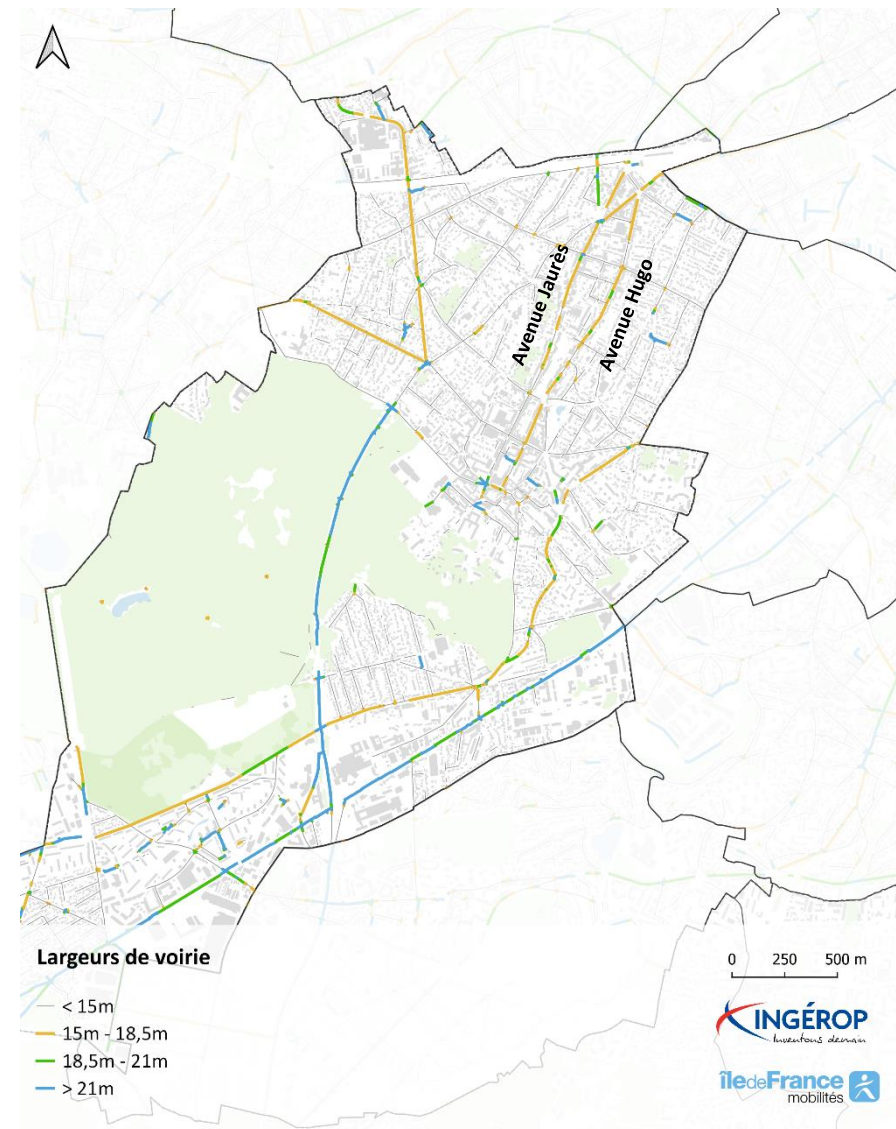 Avenue Jaurès
Avenue Hugo
Largeurs de voirie
< 15m
15m - 18,5m
18,5m - 21m
> 21m
0 250 500 m
INGÉROP
Inventons demain
îledeFrance
mobilités